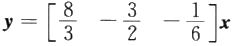 y = [8/3 -3/2 -1/6]x